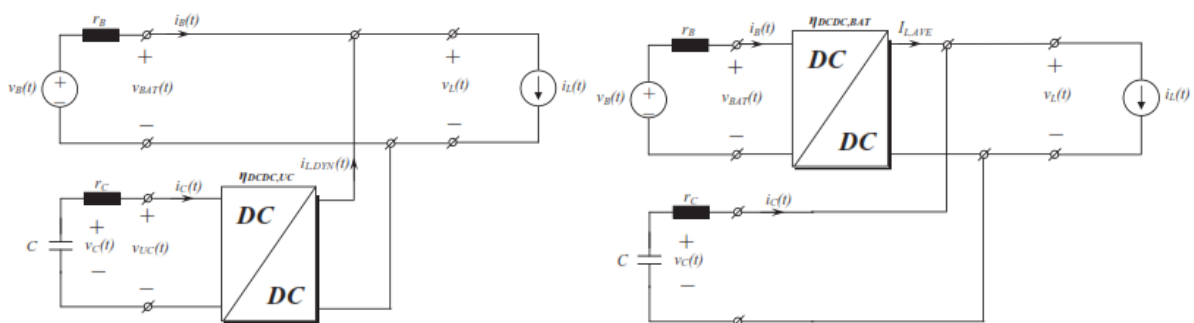 r_B
i_B(t)
v_B(t)
+
−
+
v_BAT(t)
−
+
v_L(t)
−
i_L(t)
i_L,DYN(t)
η_DCDC,UC
r_C
i_C(t)
C
+
v_C(t)
−
+
v_UC(t)
−
DC
DC
η_DCDC,BAT
r_B
i_B(t)
I_L,AVE
v_B(t)
+
−
+
v_BAT(t)
−
DC
DC
+
v_L(t)
−
i_L(t)
r_C
i_C(t)
C
+
v_C(t)
−